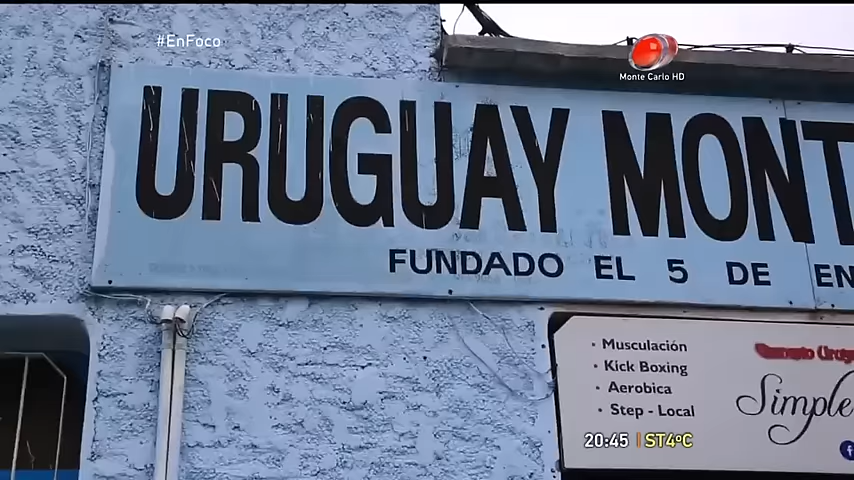 #EnFoco
Monte Carlo HD
URUGUAY MONT
FUNDADO EL 5 DE EN
• Musculación
• Kick Boxing
• Aerobica
• Step - Local
Simple
20:45 | ST4ºC